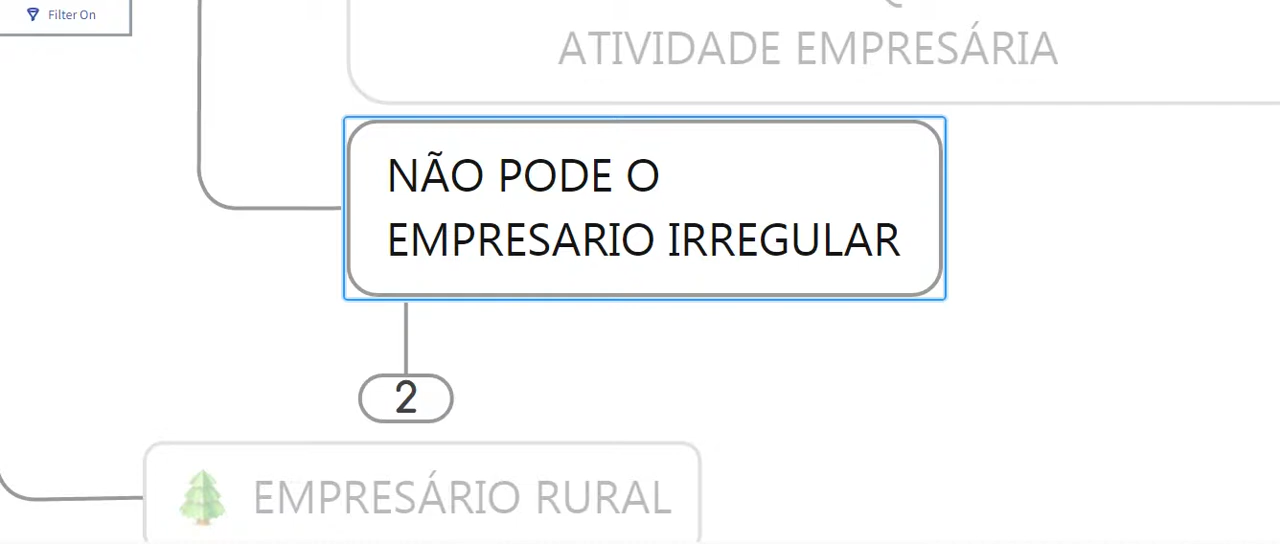 Filter On
ATIVIDADE EMPRESÁRIA
NÃO PODE O
EMPRESARIO IRREGULAR
2
EMPRESÁRIO RURAL